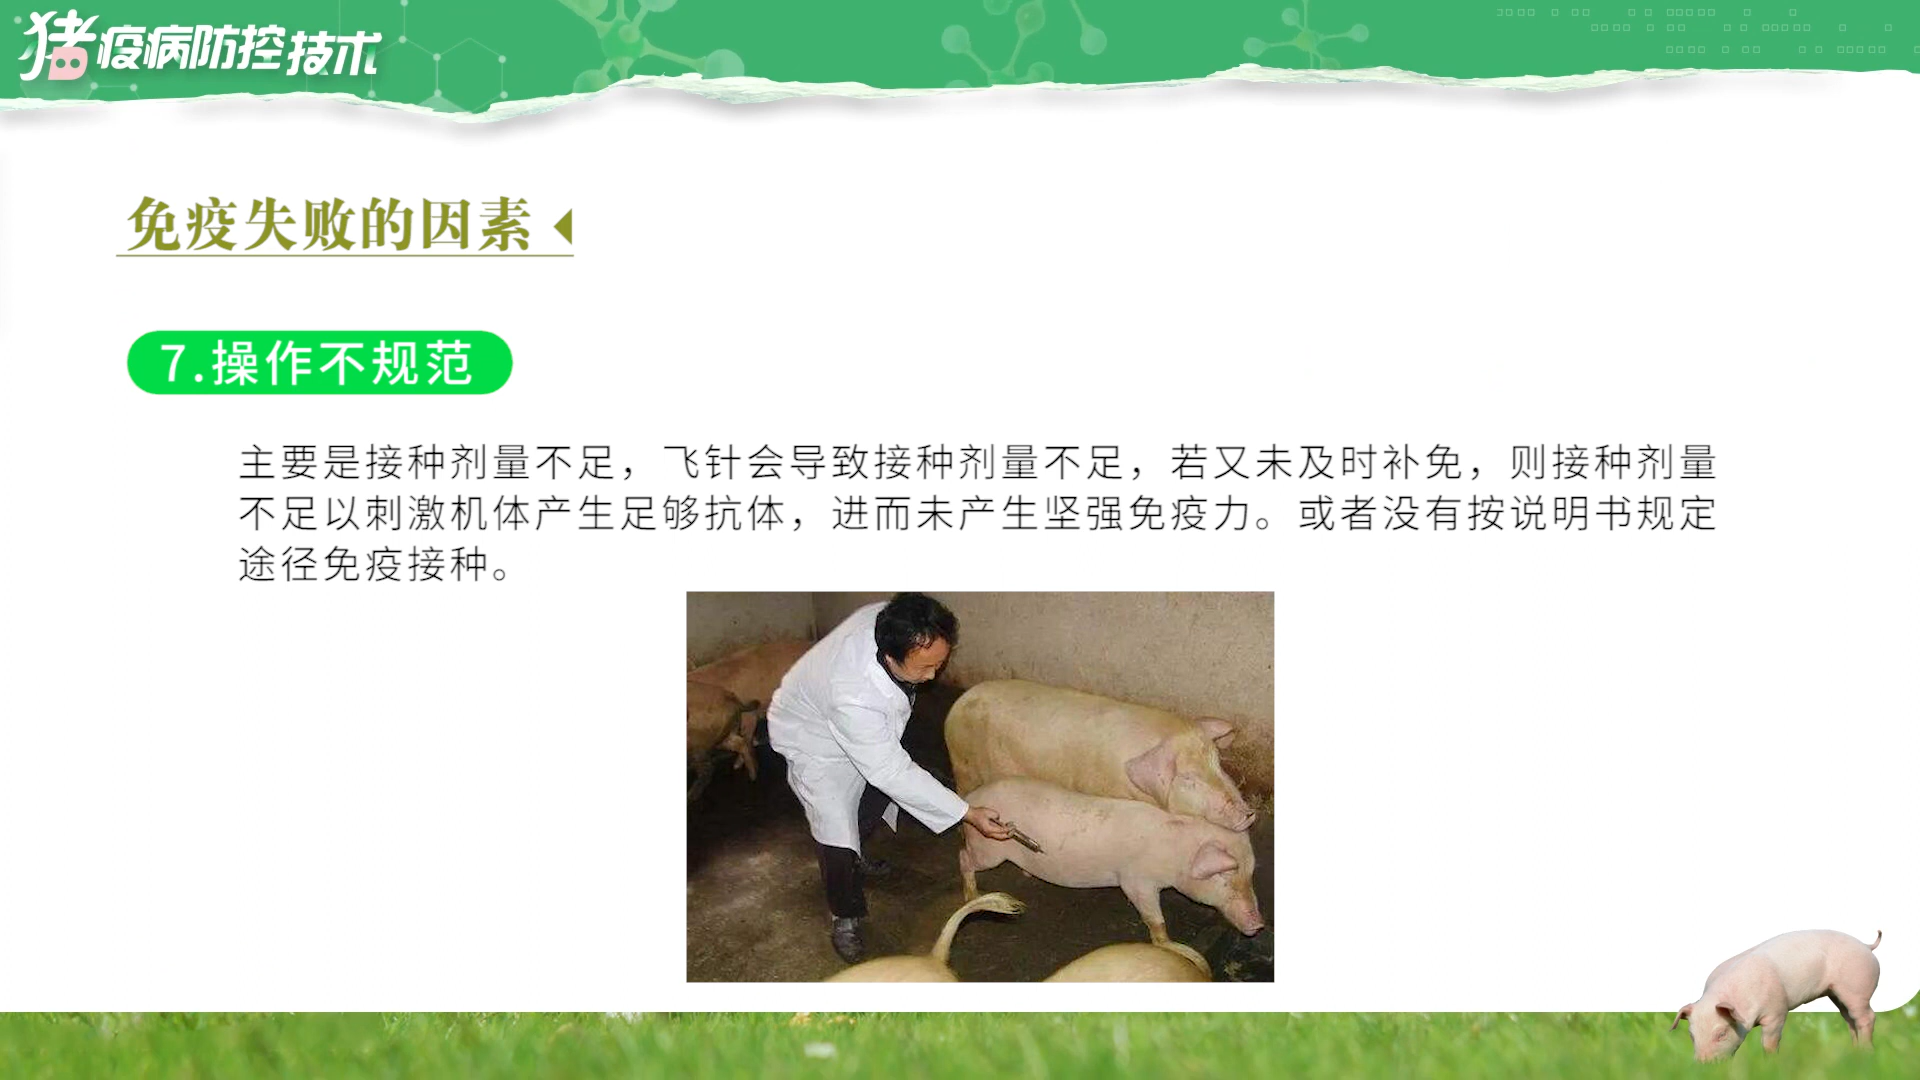 猪疫病防控技术
免疫失败的因素
7.操作不规范
主要是接种剂量不足，飞针会导致接种剂量不足，若又未及时补免，则接种剂量
不足以刺激机体产生足够抗体，进而未产生坚强免疫力。或者没有按说明书规定
途径免疫接种。